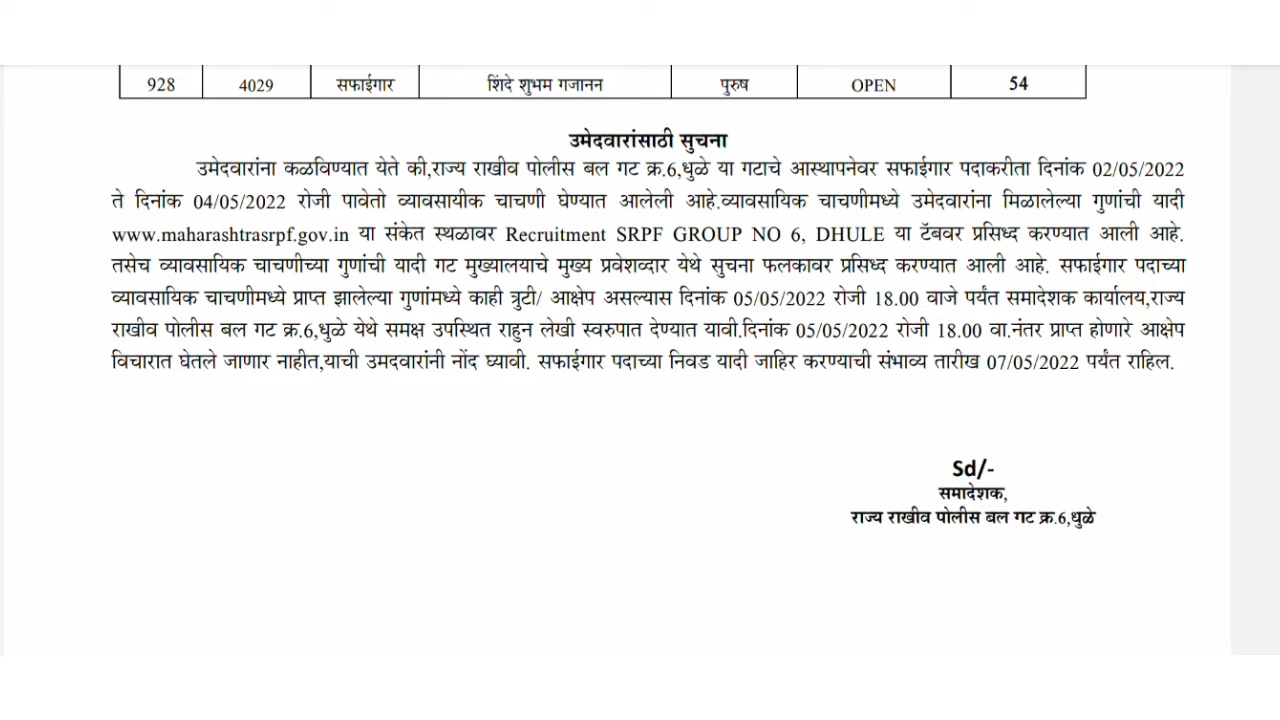 928 4029 सफाईगार शिंदे शुभम गजानन पुरुष OPEN 54
उमेदवारांसाठी सुचना
उमेदवारांना कळविण्यात येते की,राज्य राखीव पोलीस बल गट क्र.6,धुळे या गटाचे आस्थापनेवर सफाईगार पदाकरीता दिनांक 02/05/2022
ते दिनांक 04/05/2022 रोजी पावेतो व्यावसायीक चाचणी घेण्यात आलेली आहे.व्यावसायिक चाचणीमध्ये उमेदवारांना मिळालेल्या गुणांची यादी
www.maharashtrasrpf.gov.in या संकेत स्थळावर Recruitment SRPF GROUP NO 6, DHULE या टॅबवर प्रसिध्द करण्यात आली आहे.
तसेच व्यावसायिक चाचणीच्या गुणांची यादी गट मुख्यालयाचे मुख्य प्रवेशव्दार येथे सुचना फलकावर प्रसिध्द करण्यात आली आहे. सफाईगार पदाच्या
व्यावसायिक चाचणीमध्ये प्राप्त झालेल्या गुणांमध्ये काही त्रुटी/ आक्षेप असल्यास दिनांक 05/05/2022 रोजी 18.00 वाजे पर्यंत समादेशक कार्यालय,राज्य
राखीव पोलीस बल गट क्र.6,धुळे येथे समक्ष उपस्थित राहुन लेखी स्वरुपात देण्यात यावी.दिनांक 05/05/2022 रोजी 18.00 वा.नंतर प्राप्त होणारे आक्षेप
विचारात घेतले जाणार नाहीत,याची उमदवारांनी नोंद घ्यावी. सफाईगार पदाच्या निवड यादी जाहिर करण्याची संभाव्य तारीख 07/05/2022 पर्यंत राहिल.
Sd/-
समादेशक,
राज्य राखीव पोलीस बल गट क्र.6,धुळे